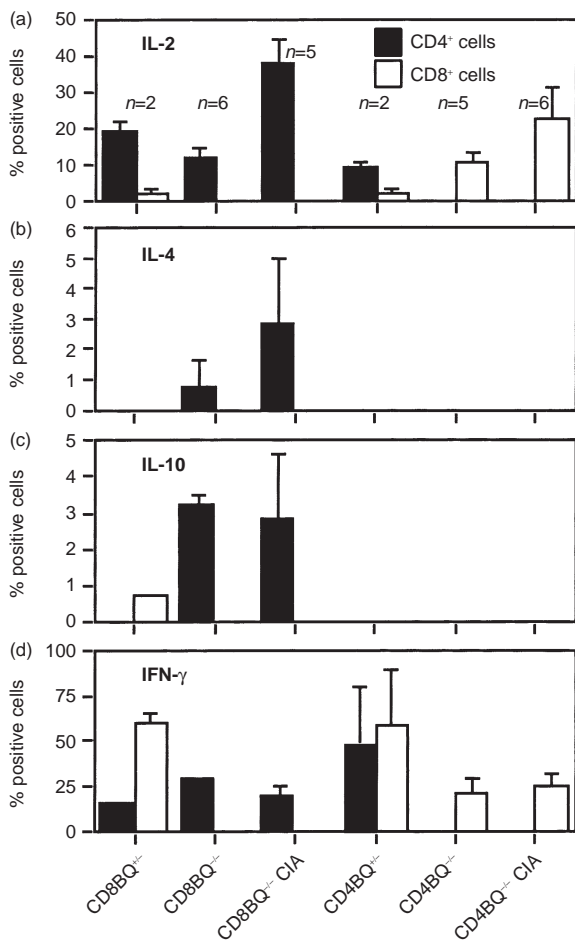 (a)
IL-2
50
40
30
20
10
0
% positive cells
n=2
n=6
n=5
n=2
n=5
n=6
CD4⁺ cells
CD8⁺ cells
(b)
IL-4
6
5
4
3
2
1
0
% positive cells
(c)
IL-10
5
4
3
2
1
0
% positive cells
(d)
IFN-γ
100
75
50
25
0
% positive cells
CD8BQ⁺/⁻
CD8BQ⁻/⁻
CD8BQ⁻/⁻ CIA
CD4BQ⁺/⁻
CD4BQ⁻/⁻
CD4BQ⁻/⁻ CIA